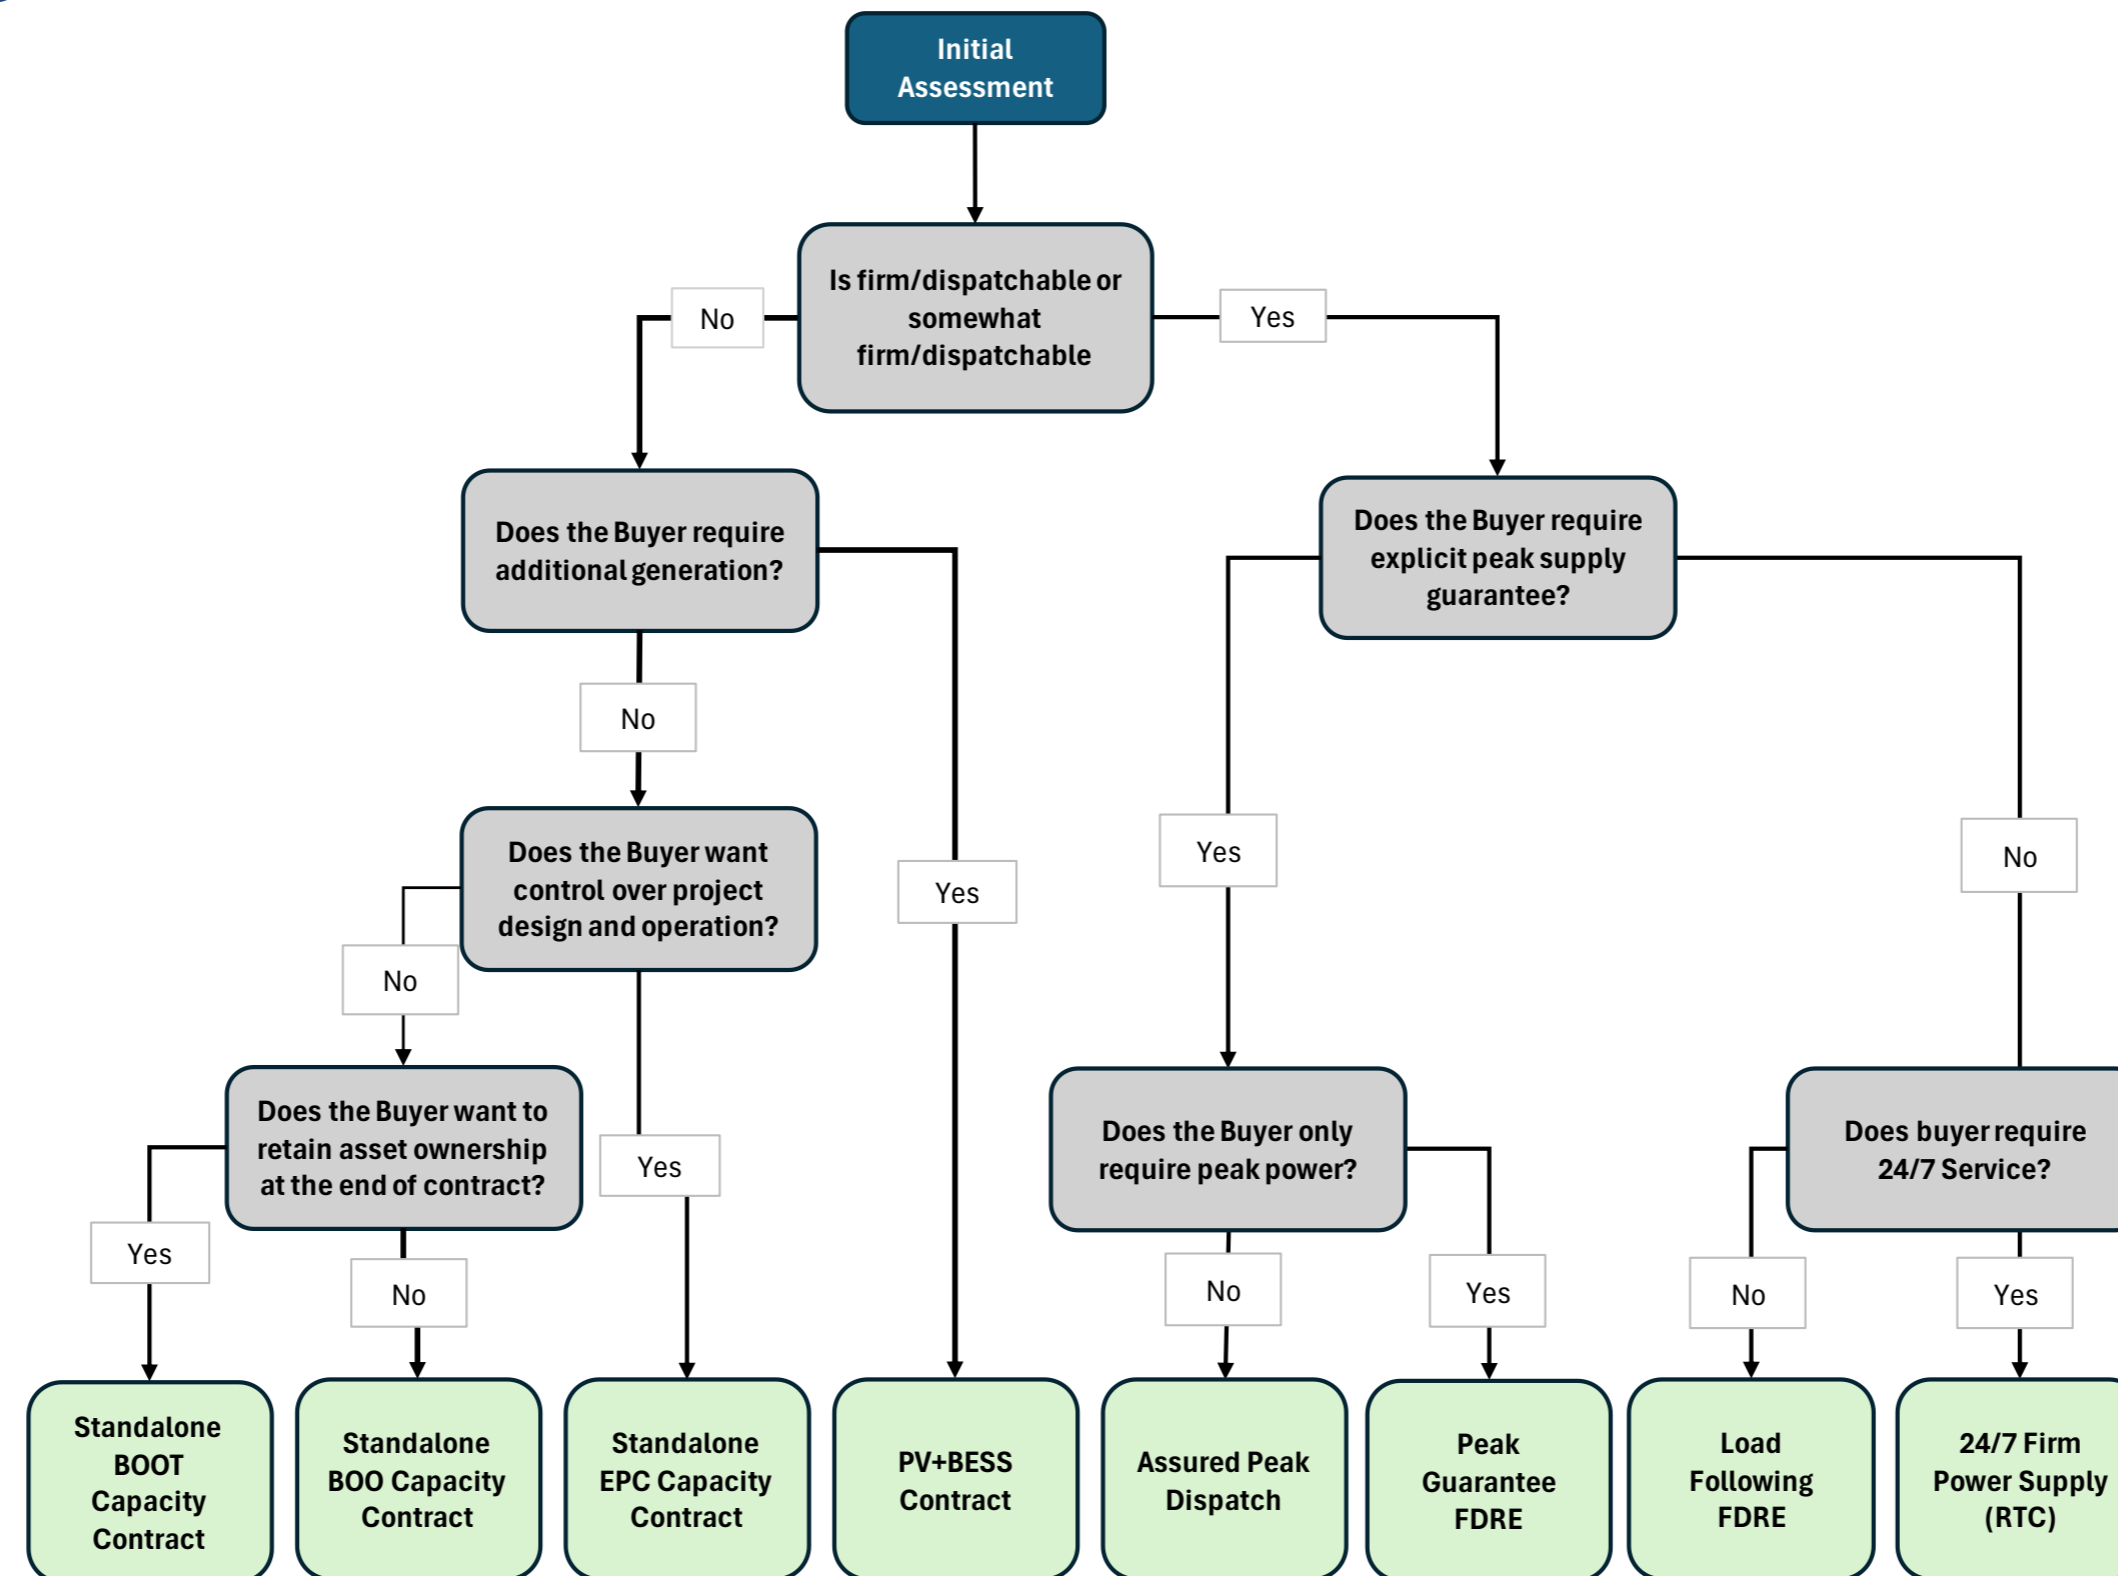 Initial
Assessment
Is firm/dispatchable or
somewhat
firm/dispatchable
No
Yes
Does the Buyer require
additional generation?
Does the Buyer require
explicit peak supply
guarantee?
No
Yes
Yes
No
Does the Buyer want
control over project
design and operation?
No
Yes
Does the Buyer want to
retain asset ownership
at the end of contract?
Does the Buyer only
require peak power?
Does buyer require
24/7 Service?
Yes
No
No
Yes
No
Yes
Standalone
BOOT
Capacity
Contract
Standalone
BOO Capacity
Contract
Standalone
EPC Capacity
Contract
PV+BESS
Contract
Assured Peak
Dispatch
Peak
Guarantee
FDRE
Load
Following
FDRE
24/7 Firm
Power Supply
(RTC)